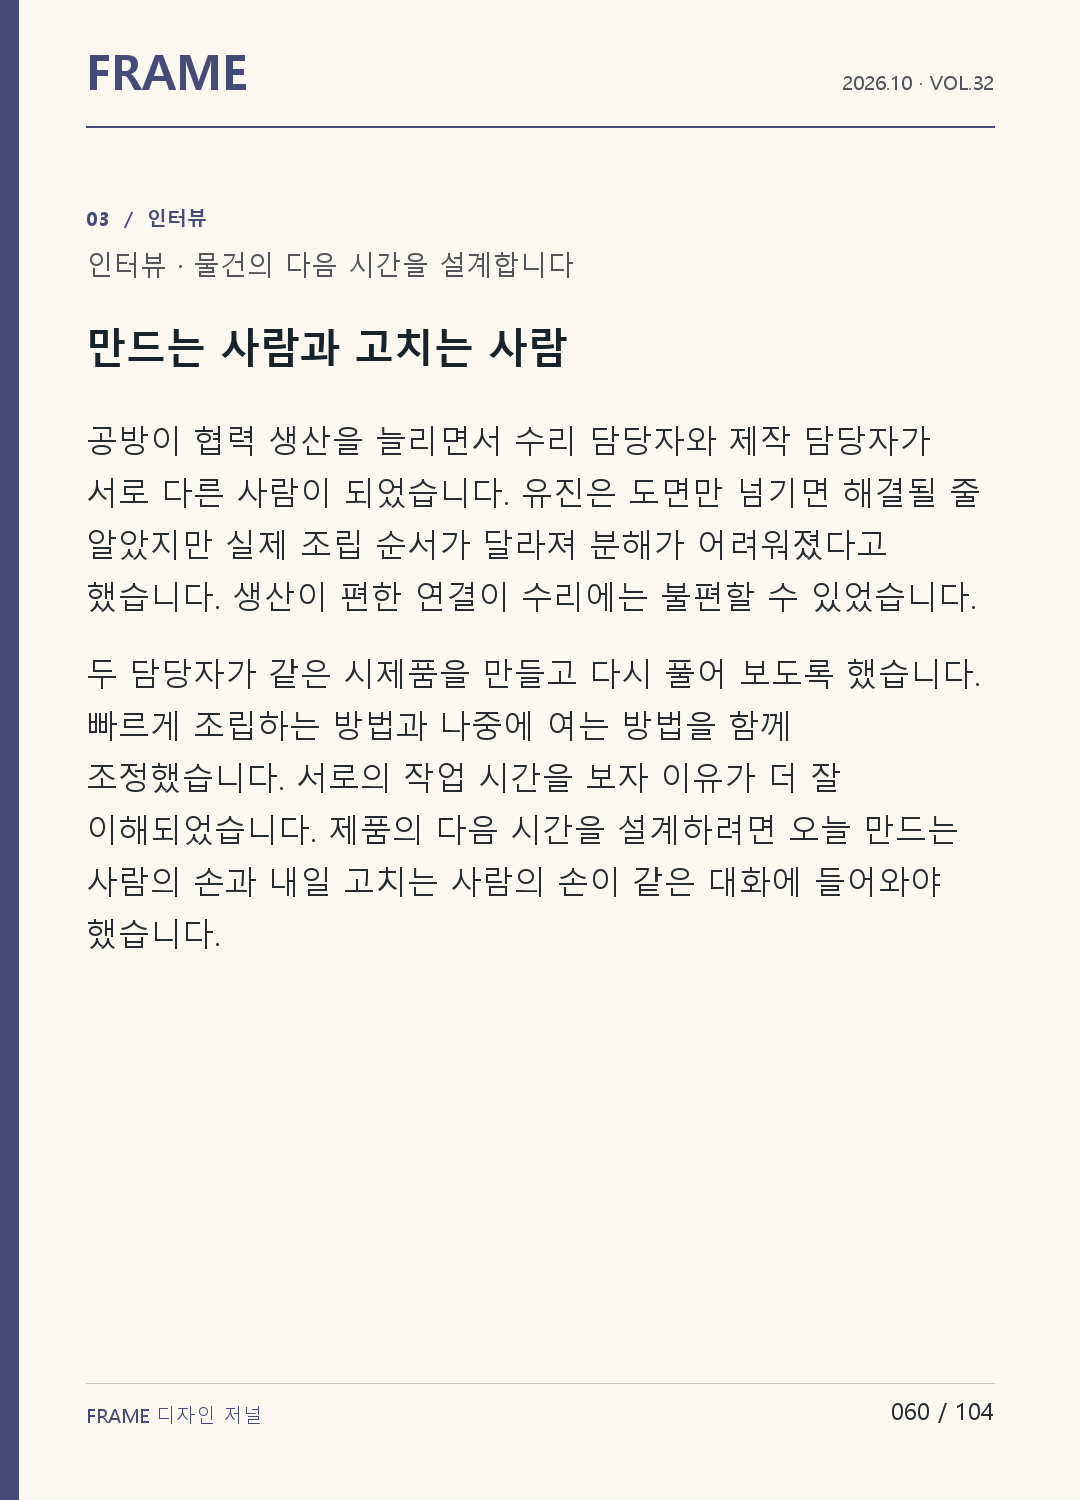 FRAME
2026.10 · VOL.32
03 / 인터뷰
인터뷰 · 물건의 다음 시간을 설계합니다
만드는 사람과 고치는 사람
공방이 협력 생산을 늘리면서 수리 담당자와 제작 담당자가
서로 다른 사람이 되었습니다. 유진은 도면만 넘기면 해결될 줄
알았지만 실제 조립 순서가 달라져 분해가 어려워졌다고
했습니다. 생산이 편한 연결이 수리에는 불편할 수 있었습니다.
두 담당자가 같은 시제품을 만들고 다시 풀어 보도록 했습니다.
빠르게 조립하는 방법과 나중에 여는 방법을 함께
조정했습니다. 서로의 작업 시간을 보자 이유가 더 잘
이해되었습니다. 제품의 다음 시간을 설계하려면 오늘 만드는
사람의 손과 내일 고치는 사람의 손이 같은 대화에 들어와야
했습니다.
FRAME 디자인 저널
060 / 104